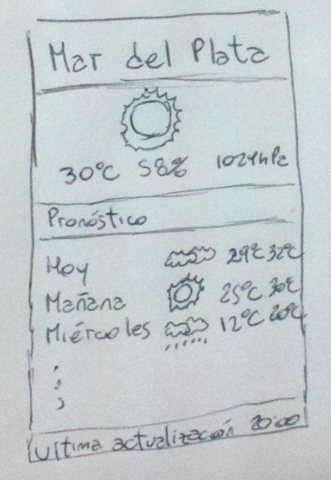 Mar del Plata
30°C 58% 1024hPa
Pronóstico
Hoy 29°C 32°C
Mañana 25°C 30°C
Miércoles 12°C 20°C
Ultima actualización 20:00